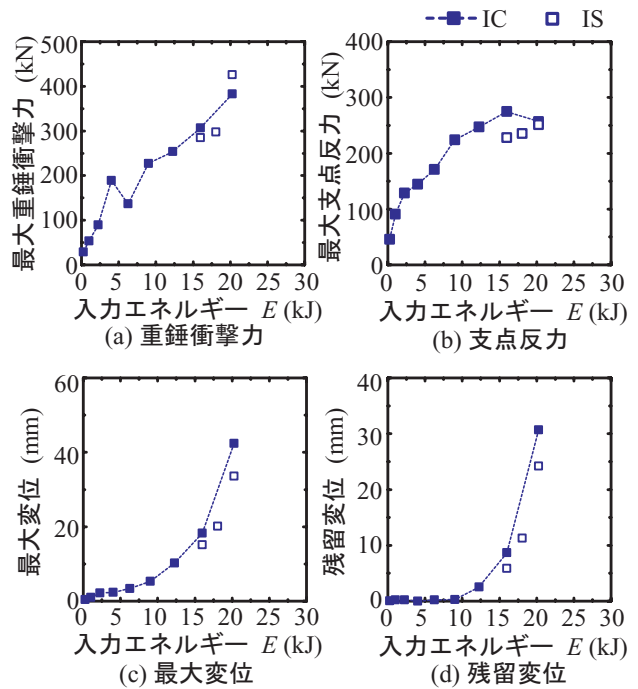 IC IS
500
400
300
200
100
0
0 5 10 15 20 25 30
最大重錘衝撃力 (kN)
入力エネルギー E (kJ)
(a) 重錘衝撃力
400
300
200
100
0
0 5 10 15 20 25 30
最大支点反力 (kN)
入力エネルギー E (kJ)
(b) 支点反力
60
40
20
0
0 5 10 15 20 25 30
最大変位 (mm)
入力エネルギー E (kJ)
(c) 最大変位
40
30
20
10
0
0 5 10 15 20 25 30
残留変位 (mm)
入力エネルギー E (kJ)
(d) 残留変位